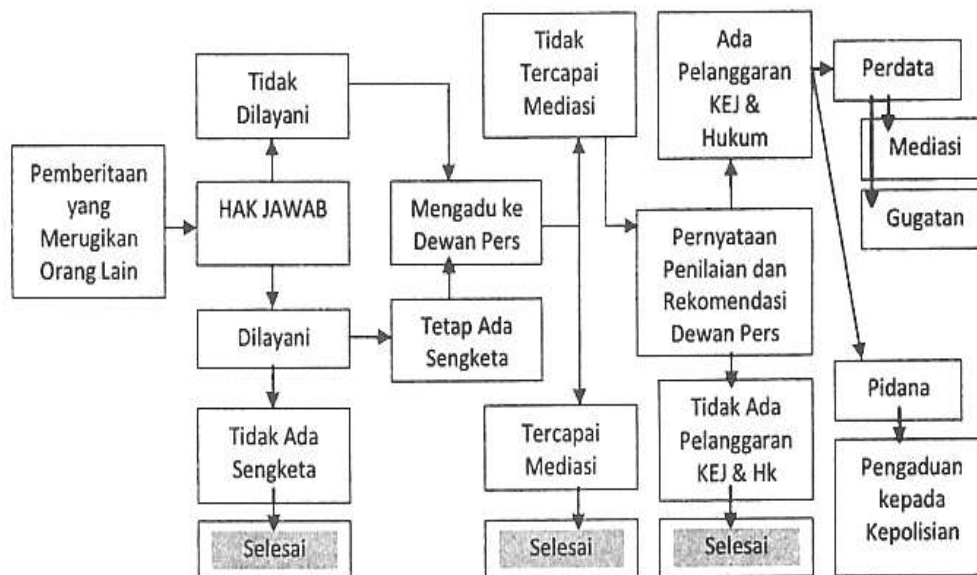 Pemberitaan
yang
Merugikan
Orang Lain
HAK JAWAB
Tidak
Dilayani
Dilayani
Tidak Ada
Sengketa
Selesai
Mengadu ke
Dewan Pers
Tetap Ada
Sengketa
Tidak
Tercapai
Mediasi
Tercapai
Mediasi
Selesai
Ada
Pelanggaran
KEJ &
Hukum
Pernyataan
Penilaian dan
Rekomendasi
Dewan Pers
Tidak Ada
Pelanggaran
KEJ & Hk
Selesai
Perdata
Mediasi
Gugatan
Pidana
Pengaduan
kepada
Kepolisian